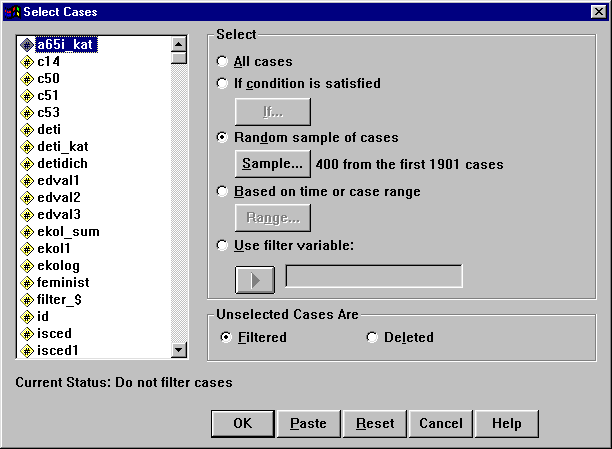 Select Cases
a65i_kat
c14
c50
c51
c53
deti
deti_kat
detidich
edval1
edval2
edval3
ekol_sum
ekol1
ekolog
feminist
filter_$
id
isced
isced1
Select
All cases
If condition is satisfied
If...
Random sample of cases
Sample... 400 from the first 1901 cases
Based on time or case range
Range...
Use filter variable:
Unselected Cases Are
Filtered Deleted
Current Status: Do not filter cases
OK Paste Reset Cancel Help